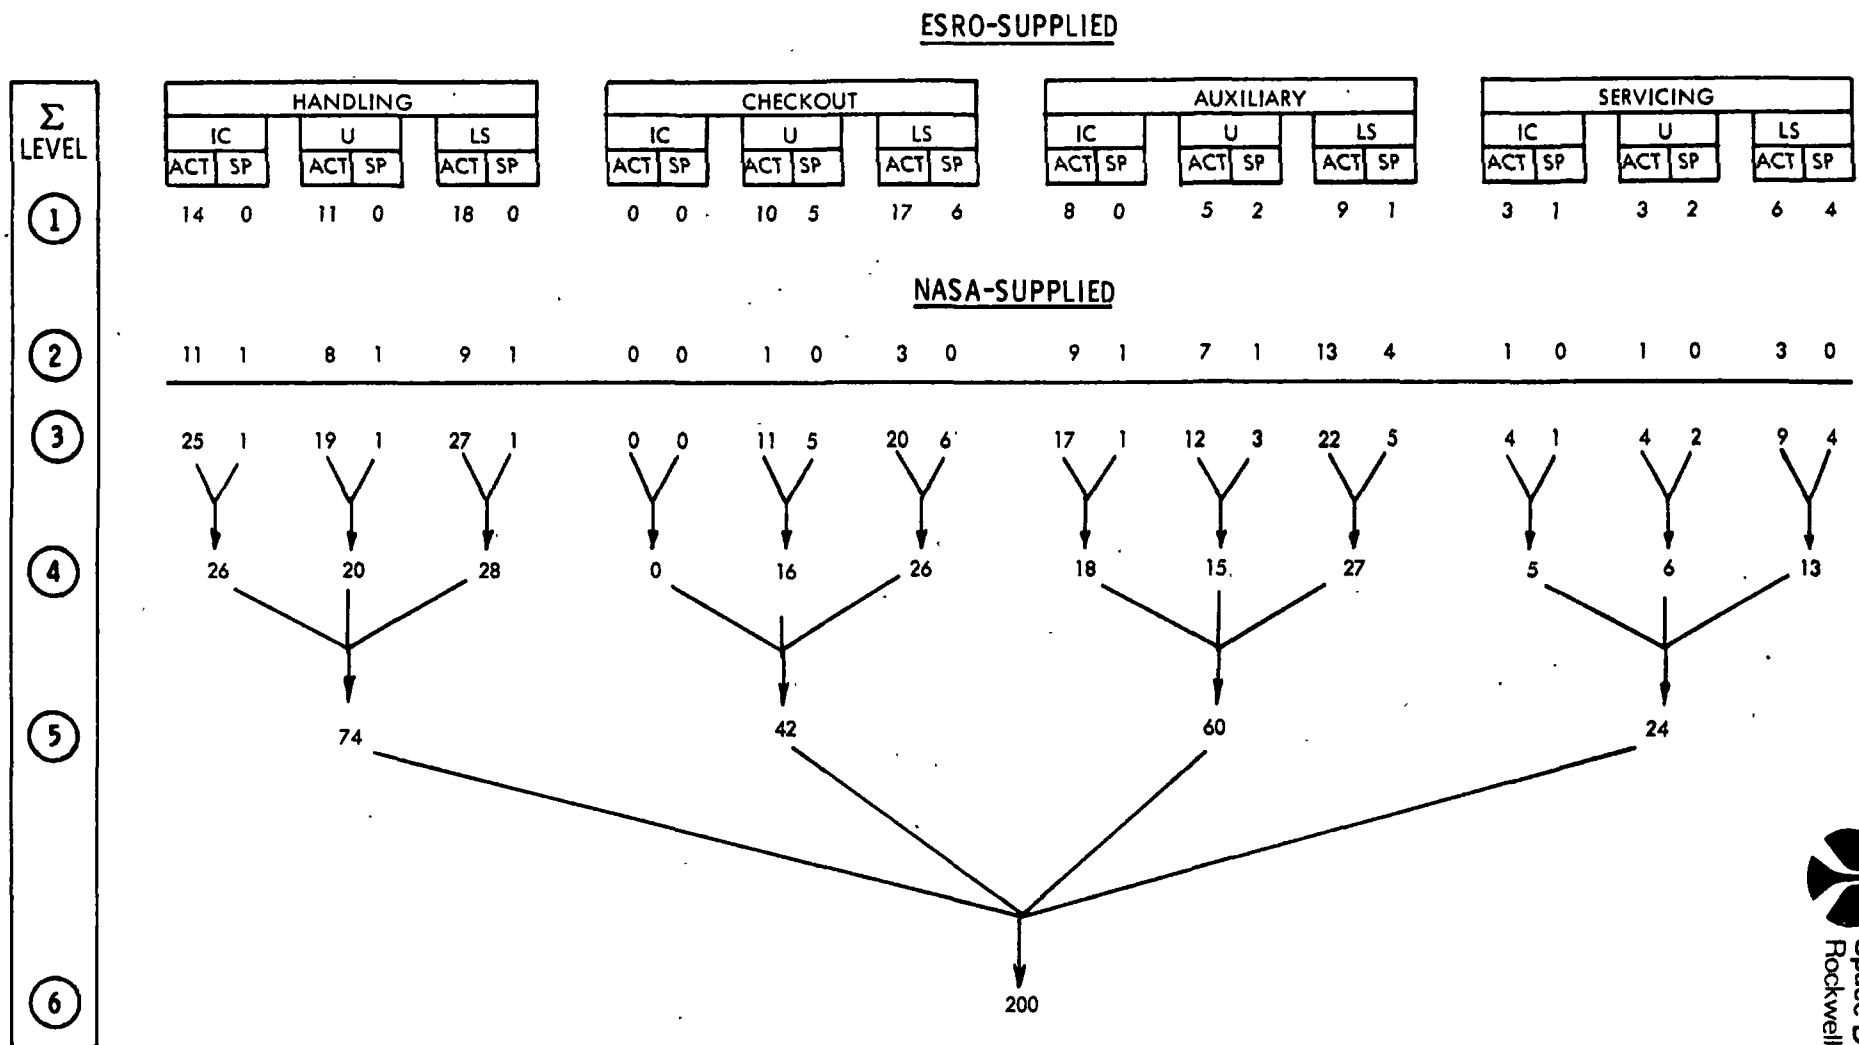 ESRO-SUPPLIED
Σ
LEVEL
HANDLING CHECKOUT AUXILIARY SERVICING
IC U LS IC U LS IC U LS IC U LS
ACT SP ACT SP ACT SP ACT SP ACT SP ACT SP ACT SP ACT SP ACT SP ACT SP ACT SP ACT SP
1 14 0 11 0 18 0 0 0 10 5 17 6 8 0 5 2 9 1 3 1 3 2 6 4
NASA-SUPPLIED
2 11 1 8 1 9 1 0 0 1 0 3 0 9 1 7 1 13 4 1 0 1 0 3 0
3 25 1 19 1 27 1 0 0 11 5 20 6 17 1 12 3 22 5 4 1 4 2 9 4
4 26 20 28 0 16 26 18 15 27 5 6 13
5 74 42 60 24
6 200
Rockwell